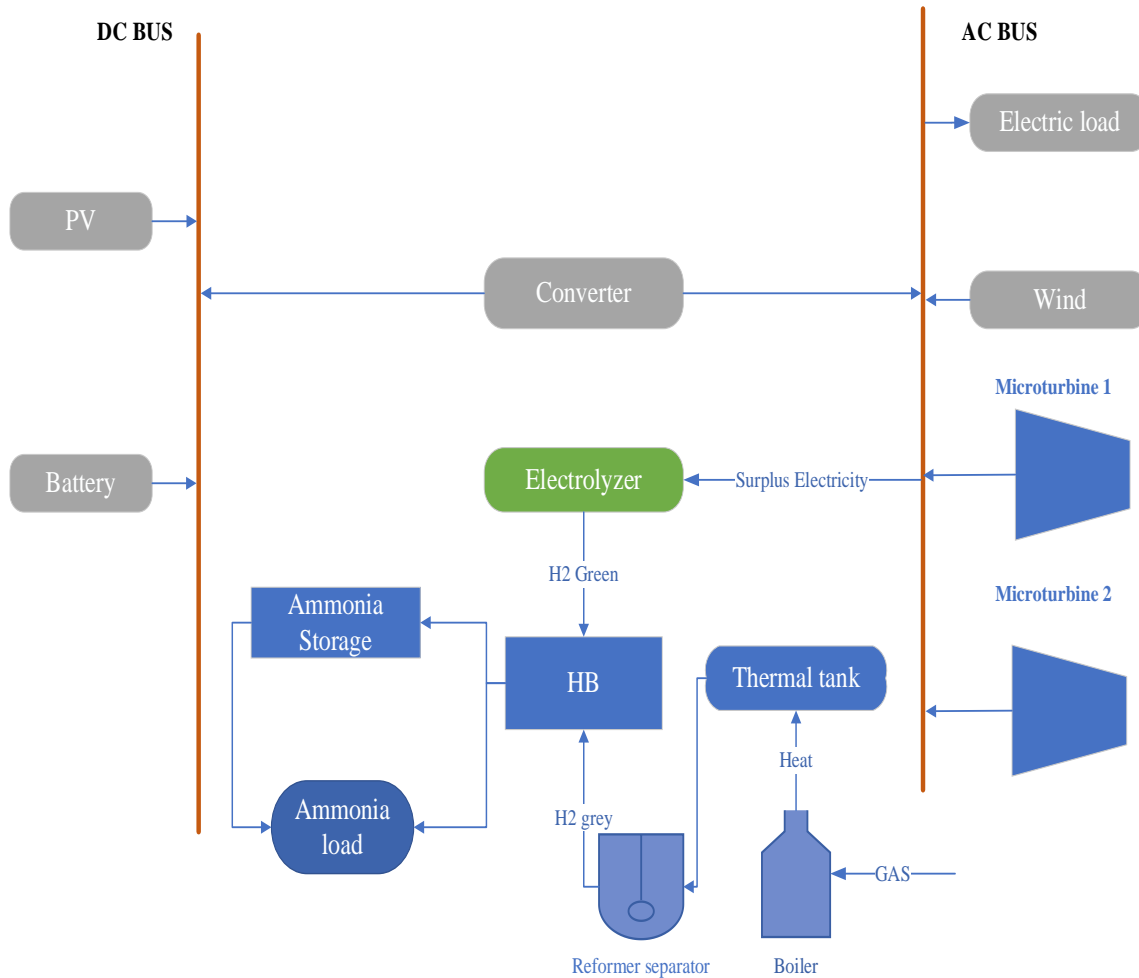 DC BUS
AC BUS
Electric load
PV
Converter
Wind
Microturbine 1
Battery
Electrolyzer
Surplus Electricity
H2 Green
Microturbine 2
Ammonia
Storage
HB
Thermal tank
Heat
Ammonia
load
H2 grey
GAS
Reformer separator
Boiler